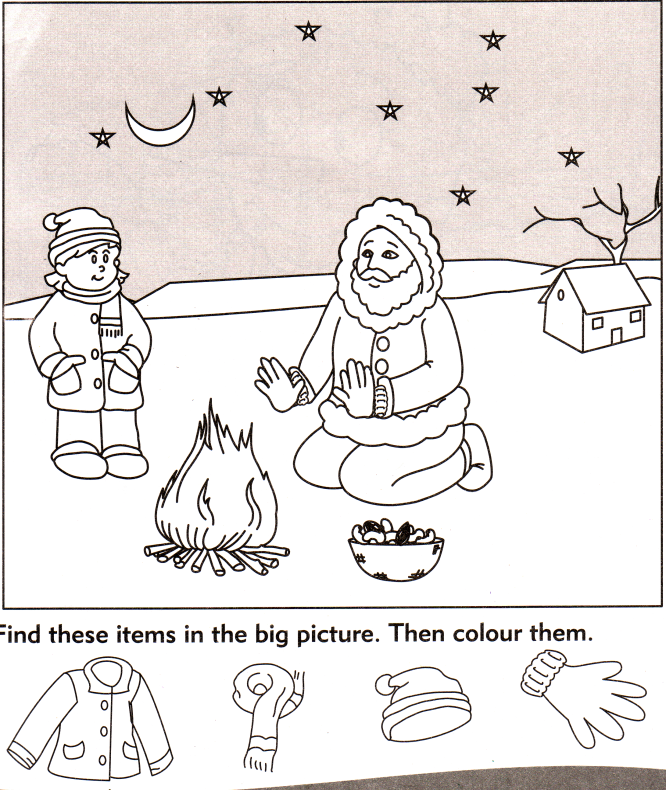 Find these items in the big picture. Then colour them.